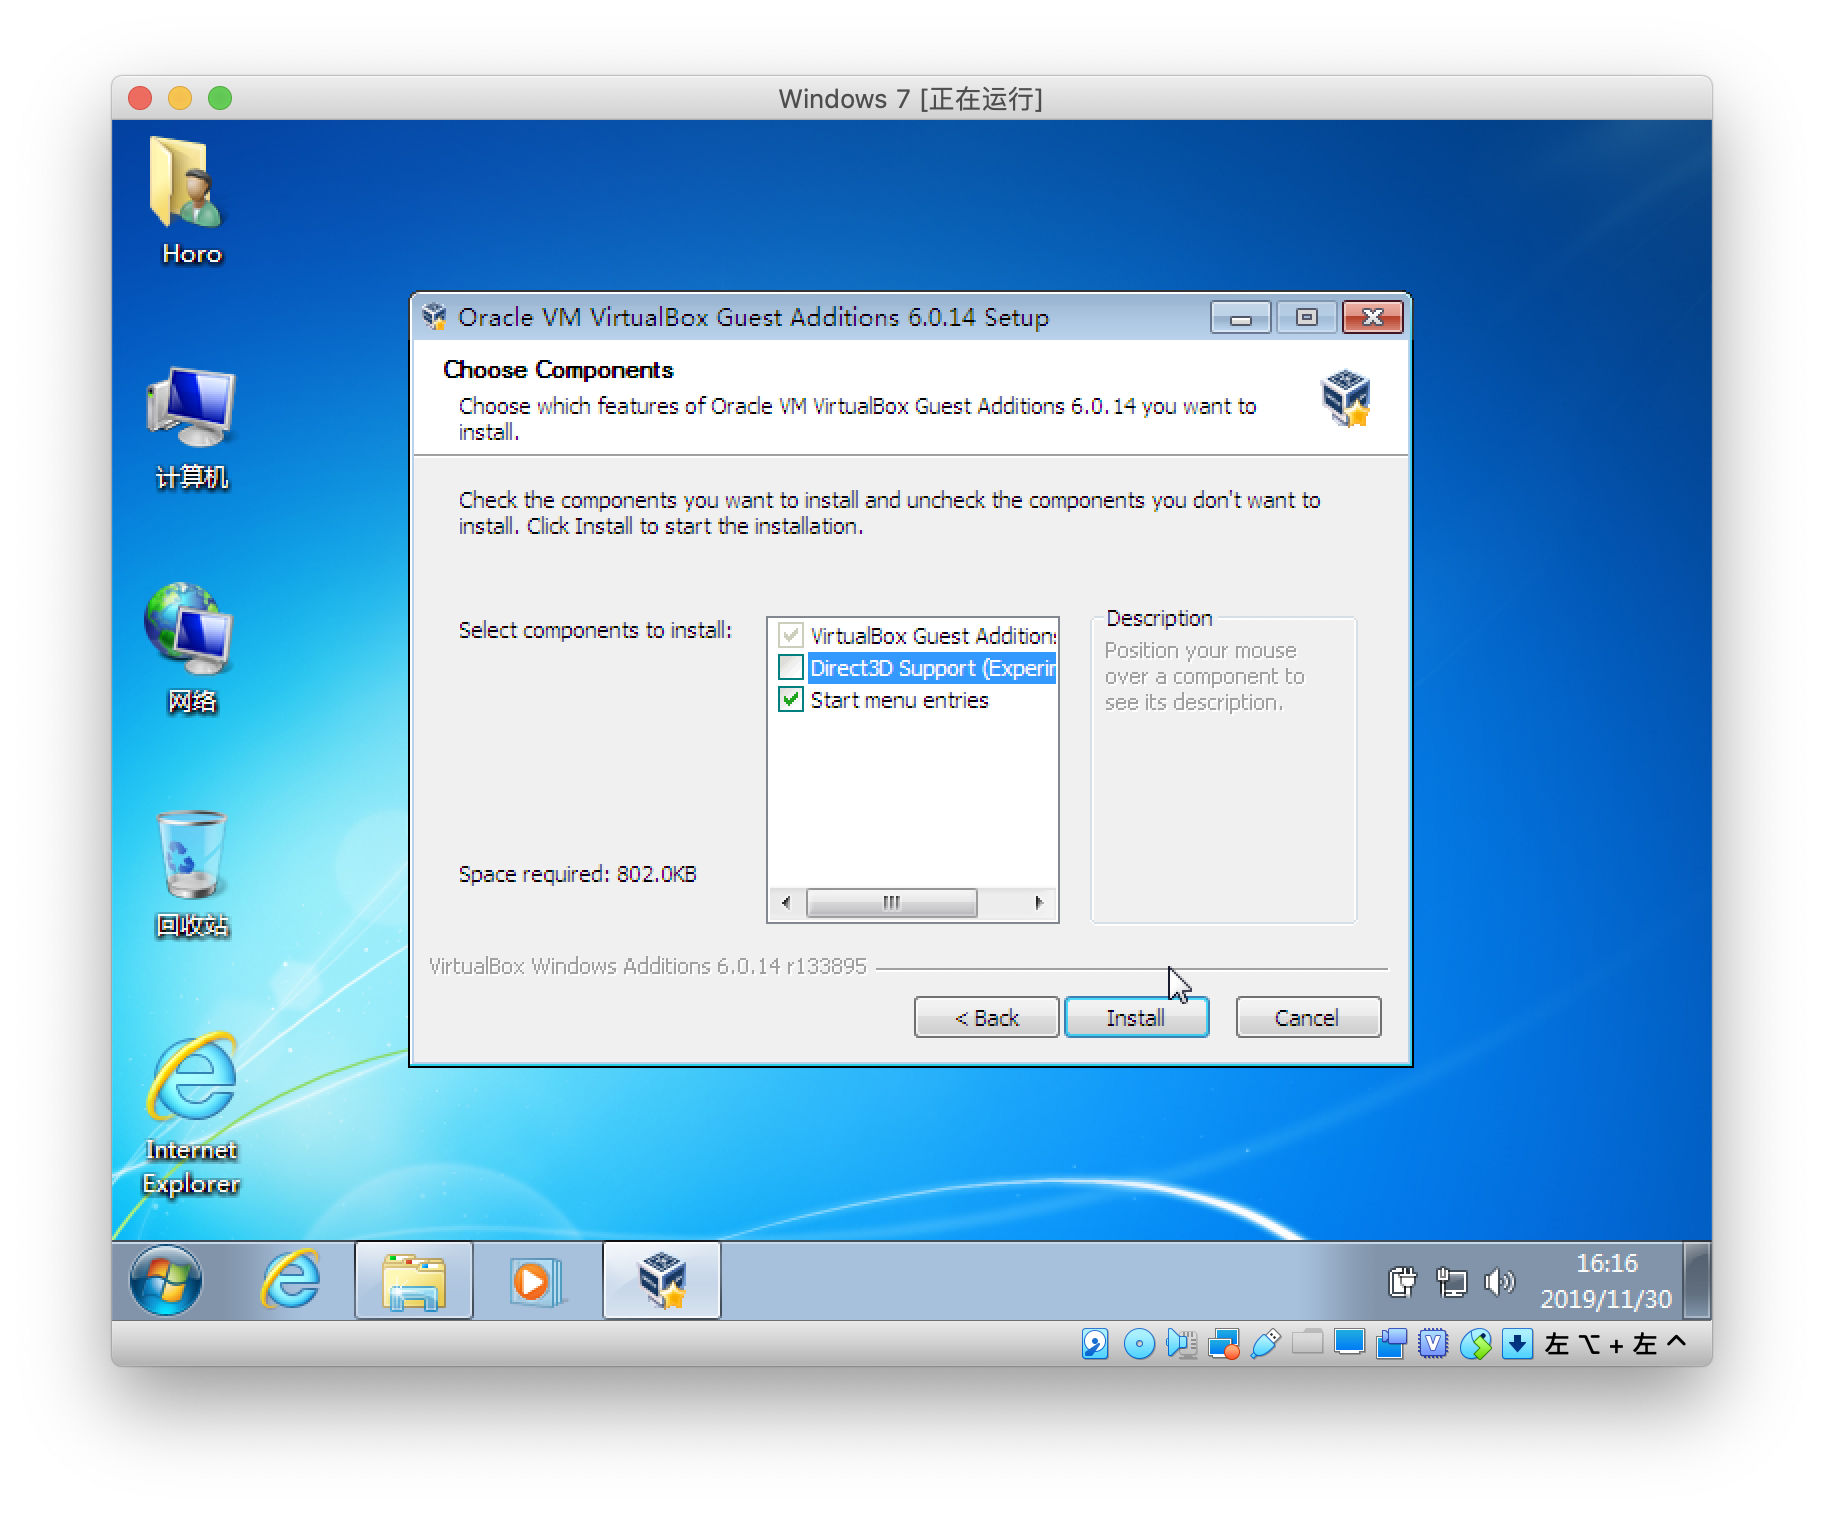 Windows 7 [正在运行]
Horo
计算机
网络
回收站
Internet
Explorer
Oracle VM VirtualBox Guest Additions 6.0.14 Setup
Choose Components
Choose which features of Oracle VM VirtualBox Guest Additions 6.0.14 you want to
install.
Check the components you want to install and uncheck the components you don't want to
install. Click Install to start the installation.
Select components to install:
VirtualBox Guest Additions
Direct3D Support (Experim
Start menu entries
Description
Position your mouse
over a component to
see its description.
Space required: 802.0KB
VirtualBox Windows Additions 6.0.14 r133895
< Back
Install
Cancel
16:16
2019/11/30
左 ⌥ + 左 ^